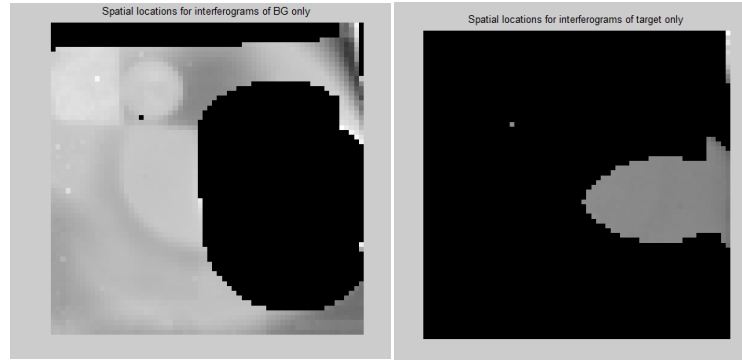 Spatial locations for interferograms of BG only
Spatial locations for interferograms of target only